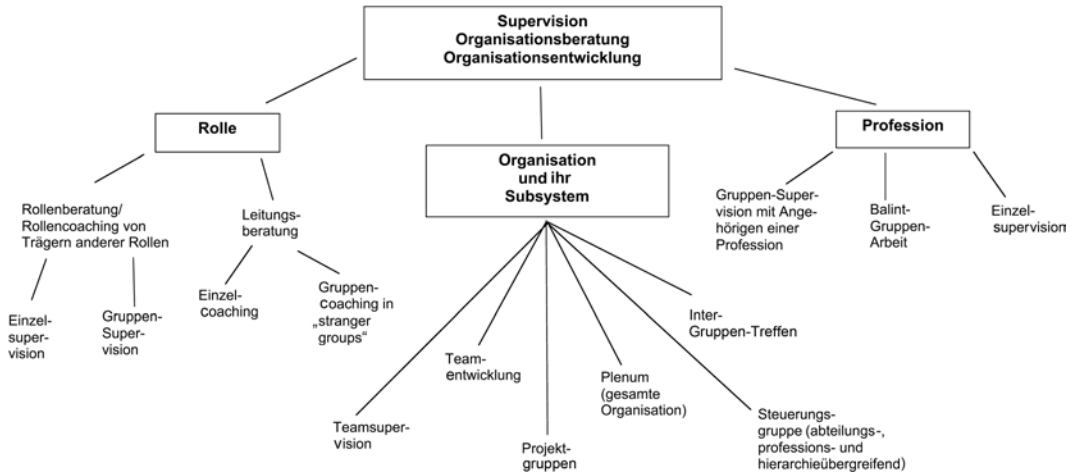 Supervision
Organisationsberatung
Organisationsentwicklung
Rolle
Organisation
und ihr
Subsystem
Profession
Rollenberatung/
Rollencoaching von
Trägern anderer Rollen
Leitungs-
beratung
Gruppen-Super-
vision mit Ange-
hörigen einer
Profession
Balint-
Gruppen-
Arbeit
Einzel-
supervision
Einzel-
super-
vision
Gruppen-
Super-
vision
Einzel-
coaching
Gruppen-
coaching in
„stranger
groups“
Teamsuper-
vision
Team-
entwicklung
Projekt-
gruppen
Plenum
(gesamte
Organisation)
Inter-
Gruppen-Treffen
Steuerungs-
gruppe (abteilungs-,
professions- und
hierarchieübergreifend)